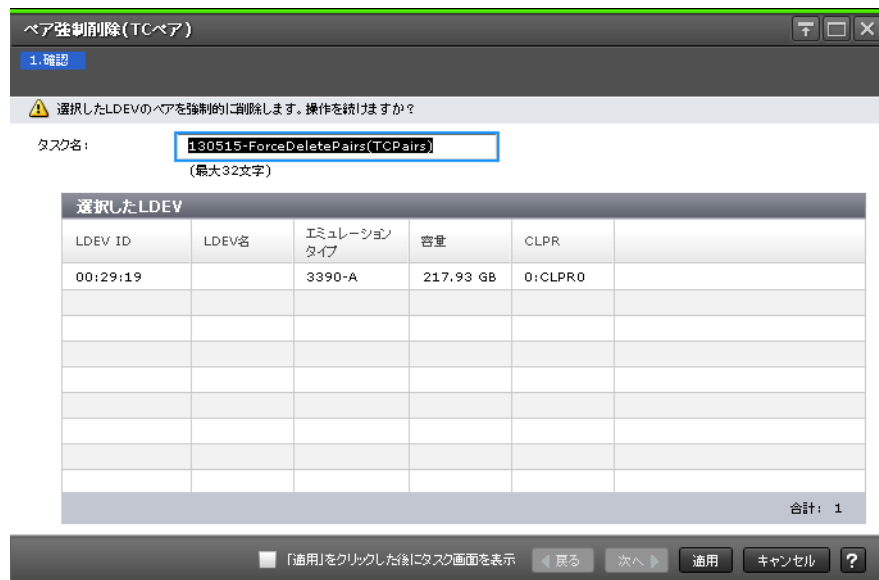 ペア強制削除(TCペア)
1.確認
選択したLDEVのペアを強制的に削除します。操作を続けますか？
タスク名: 130515-ForceDeletePairs(TCPairs)
(最大32文字)
選択したLDEV
LDEV ID LDEV名 エミュレーションタイプ 容量 CLPR
00:29:19 3390-A 217.93 GB 0:CLPR0
合計: 1
「適用」をクリックした後にタスク画面を表示 戻る 次へ 適用 キャンセル ?